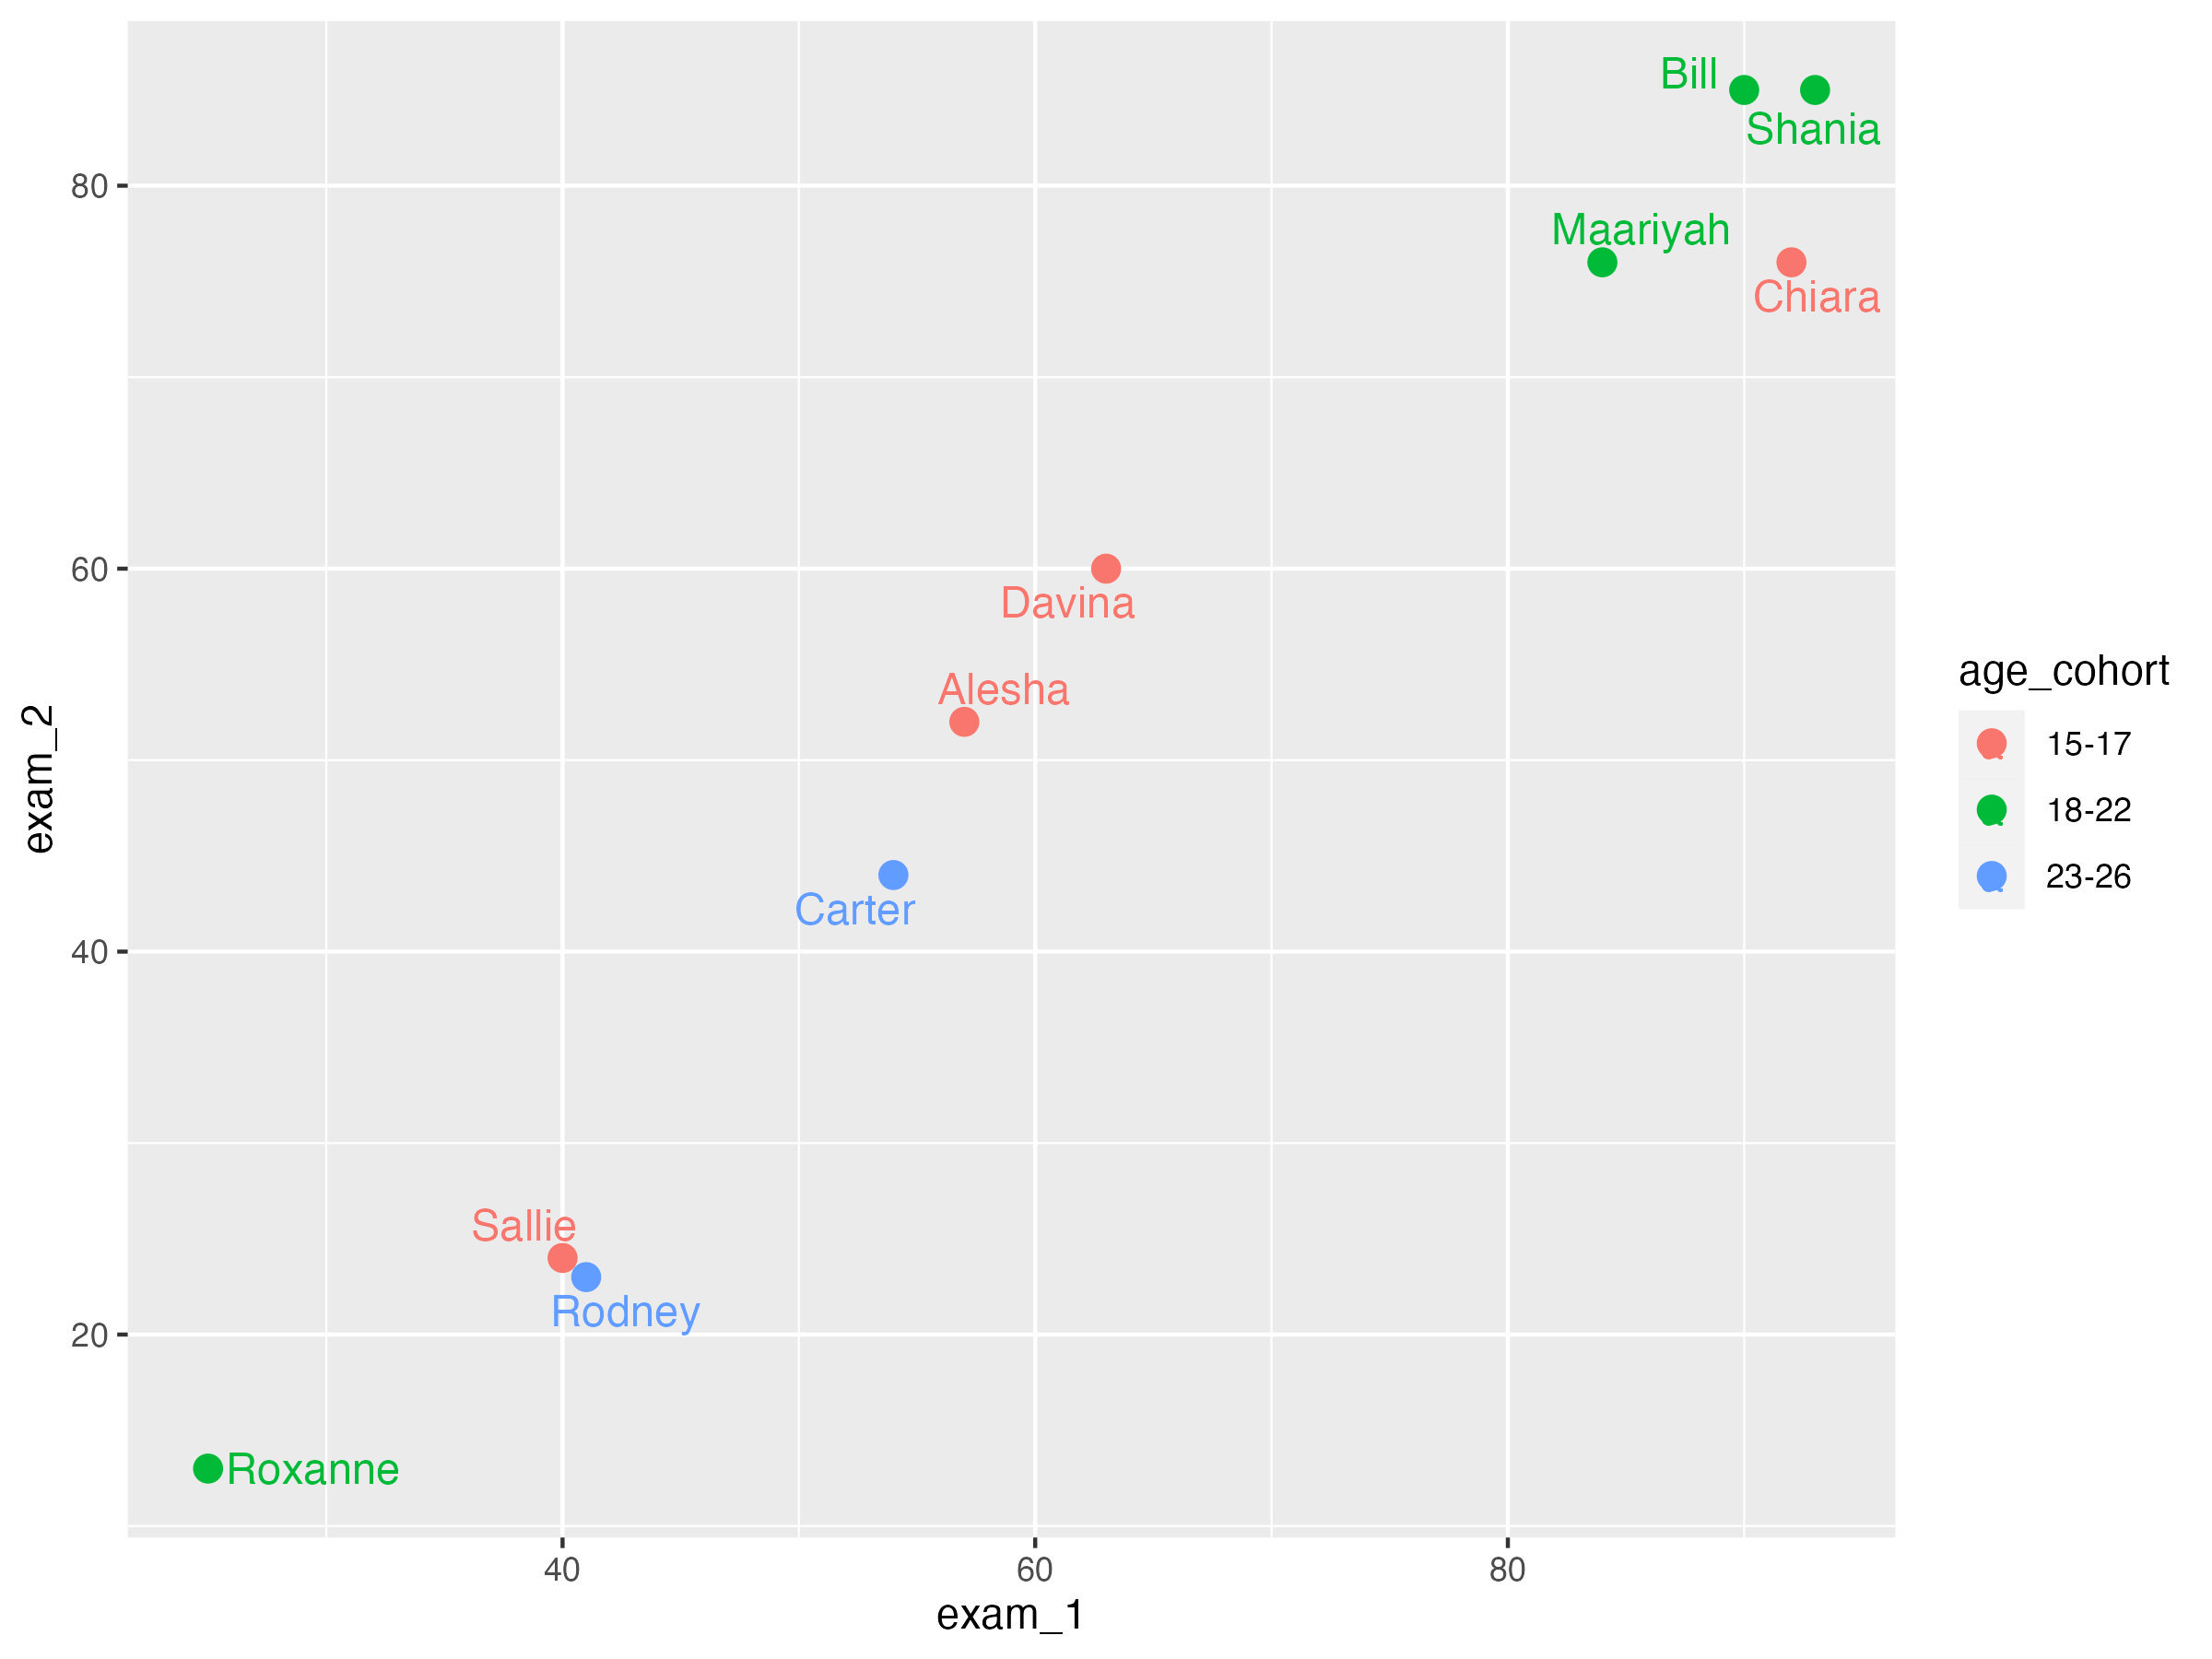 Bill
Shania
80
Maariyah
Chiara
60
Davina
Alesha
age_cohort
15-17
exam_2
18-22
23-26
Carter
40
Sallie
Rodney
20
Roxanne
40
60
80
exam_1